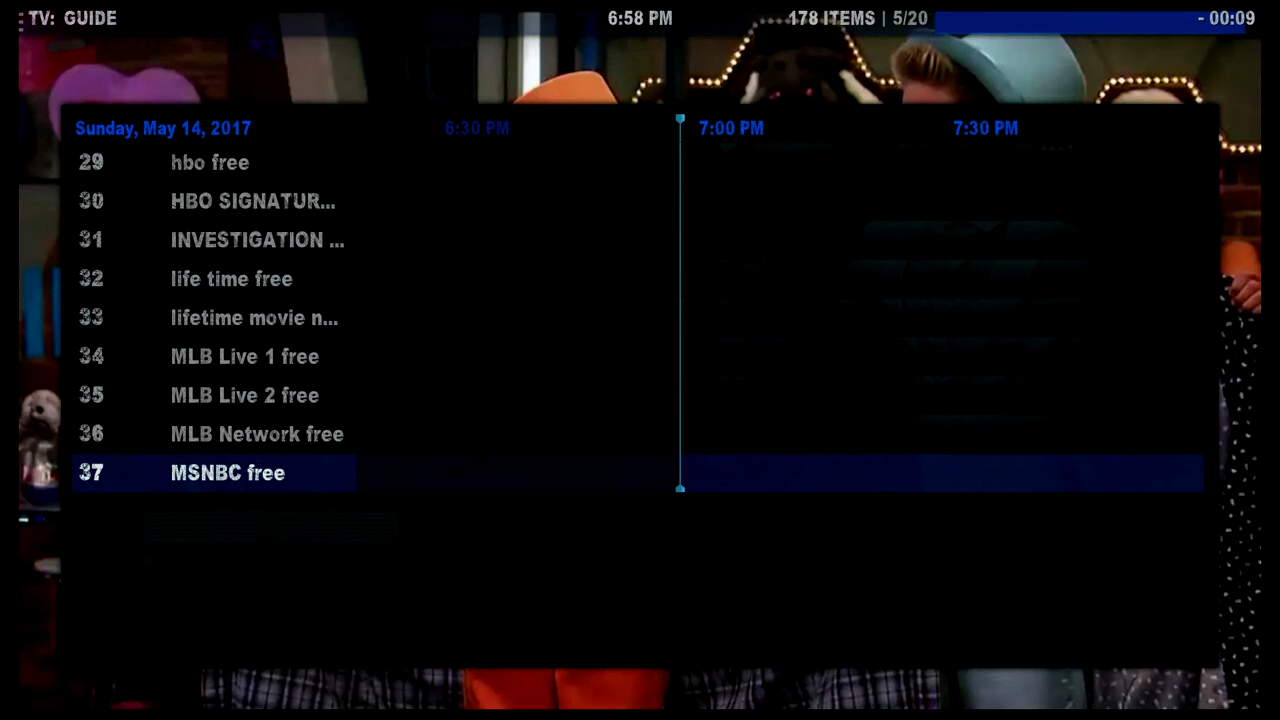 TV: GUIDE 6:58 PM 178 ITEMS | 5/20 - 00:09
Sunday, May 14, 2017 6:30 PM 7:00 PM 7:30 PM
29 hbo free
30 HBO SIGNATUR...
31 INVESTIGATION ...
32 life time free
33 lifetime movie n...
34 MLB Live 1 free
35 MLB Live 2 free
36 MLB Network free
37 MSNBC free